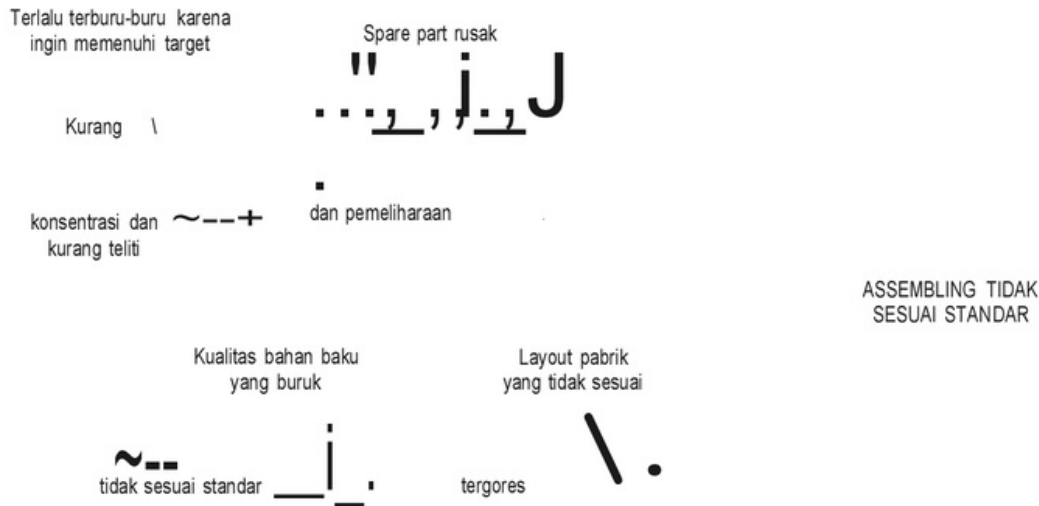 Terlalu terburu-buru karena
ingin memenuhi target
Spare part rusak
...",_,j.,_,J
Kurang \
.
konsentrasi dan ~--+
kurang teliti
dan pemeliharaan
ASSEMBLING TIDAK
SESUAI STANDAR
Kualitas bahan baku
yang buruk
Layout pabrik
yang tidak sesuai
~--
tidak sesuai standar __i_.
tergores
\ .